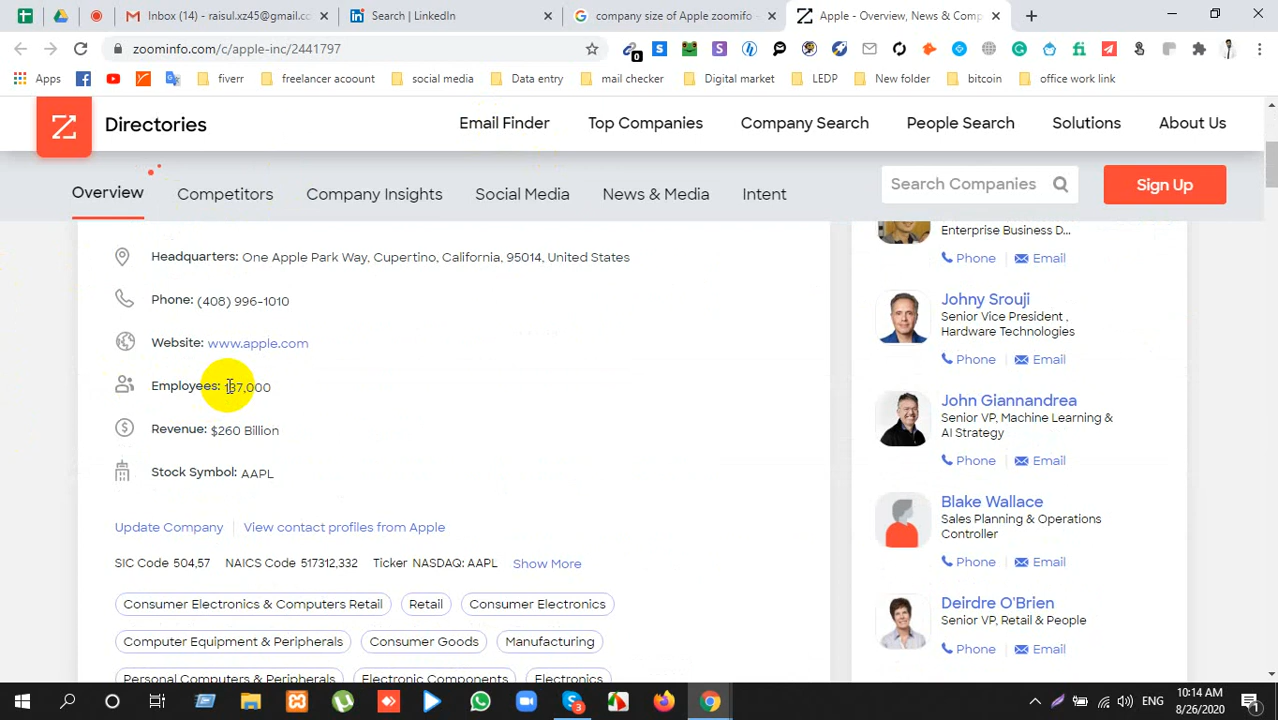 Inbox (14) - raisul.xz45@gmail.cc
Search | LinkedIn
company size of Apple zoomifo
Apple - Overview, News & Comp
zoominfo.com/c/apple-inc/2441797
Apps
fiverr
freelancer account
social media
Data entry
mail checker
Digital market
LEDP
New folder
bitcoin
office work link
Directories
Email Finder
Top Companies
Company Search
People Search
Solutions
About Us
Overview
Competitors
Company Insights
Social Media
News & Media
Intent
Search Companies
Sign Up
Headquarters: One Apple Park Way, Cupertino, California, 95014, United States
Phone: (408) 996-1010
Website: www.apple.com
Employees: 137,000
Revenue: $260 Billion
Stock Symbol: AAPL
Update Company
View contact profiles from Apple
SIC Code 504,57 NAICS Code 517312,332 Ticker NASDAQ: AAPL Show More
Consumer Electronics & Computers Retail
Retail
Consumer Electronics
Computer Equipment & Peripherals
Consumer Goods
Manufacturing
Personal Computers & Peripherals
Electronic Components
Electronics
Enterprise Business D...
Phone
Email
Johny Srouji
Senior Vice President ,
Hardware Technologies
Phone
Email
John Giannandrea
Senior VP, Machine Learning &
AI Strategy
Phone
Email
Blake Wallace
Sales Planning & Operations
Controller
Phone
Email
Deirdre O'Brien
Senior VP, Retail & People
Phone
Email
ENG
10:14 AM
8/26/2020